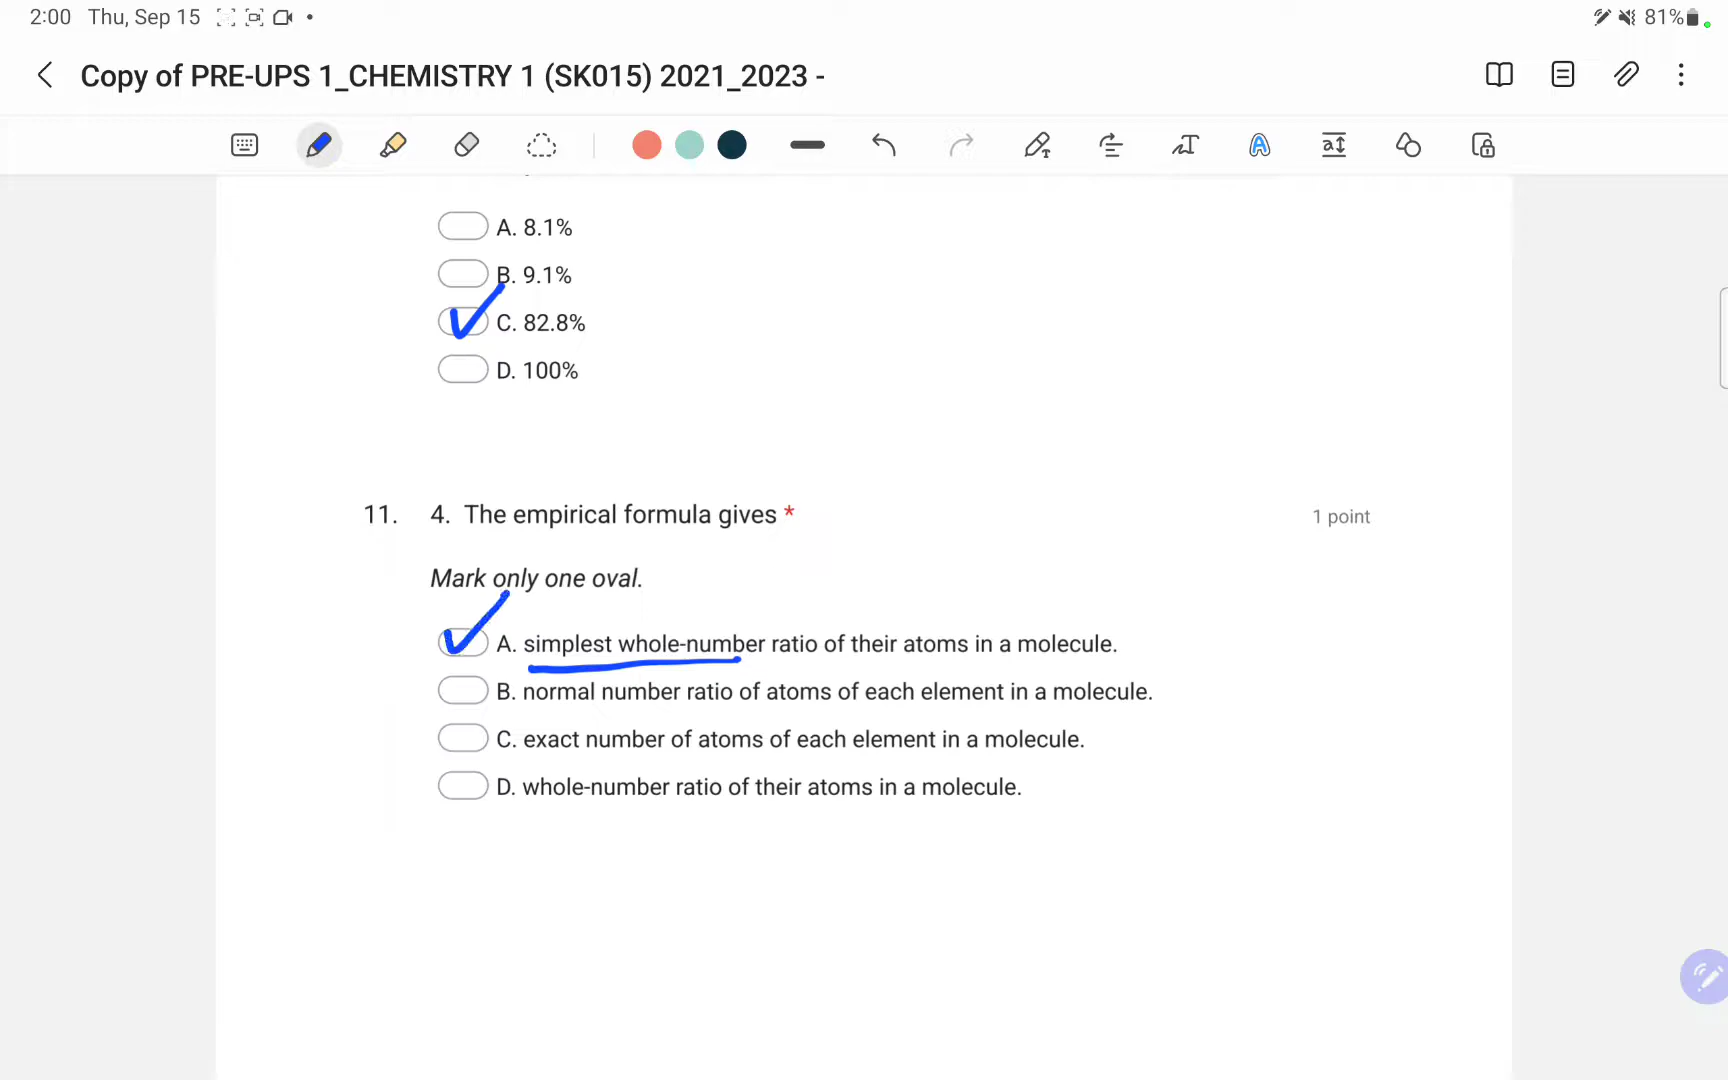 2:00 Thu, Sep 15 81%
Copy of PRE-UPS 1_CHEMISTRY 1 (SK015) 2021_2023 -
A. 8.1%
B. 9.1%
C. 82.8%
D. 100%
11. 4. The empirical formula gives * 1 point
Mark only one oval.
A. simplest whole-number ratio of their atoms in a molecule.
B. normal number ratio of atoms of each element in a molecule.
C. exact number of atoms of each element in a molecule.
D. whole-number ratio of their atoms in a molecule.